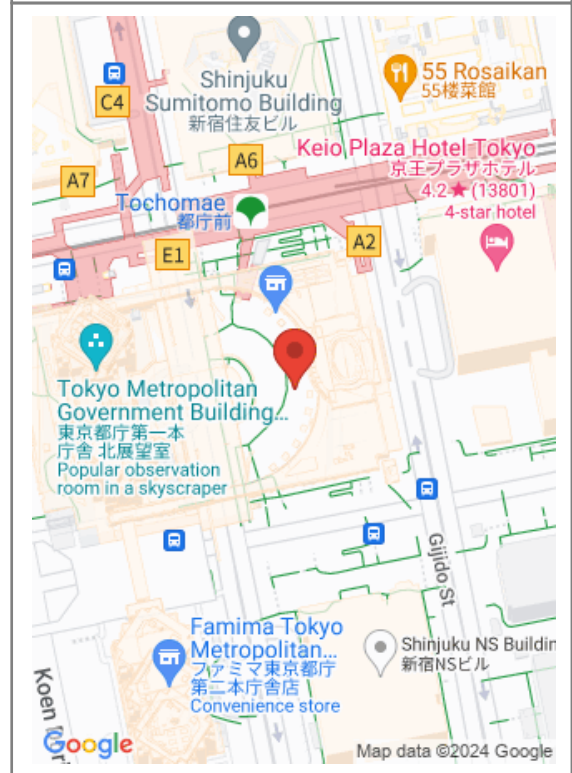 C4
Shinjuku
Sumitomo Building
新宿住友ビル
55 Rosaikan
55楼菜館
A7
A6
Keio Plaza Hotel Tokyo
京王プラザホテル
4.2★(13801)
4-star hotel
Tochomae
都庁前
E1
A2
Tokyo Metropolitan
Government Building...
東京都庁第一本
庁舎 北展望室
Popular observation
room in a skyscraper
Gijido St
Famima Tokyo
Metropolitan...
ファミマ東京都庁
第二本庁舎店
Convenience store
Shinjuku NS Buildin
新宿NSビル
Koen
Google
Map data ©2024 Google